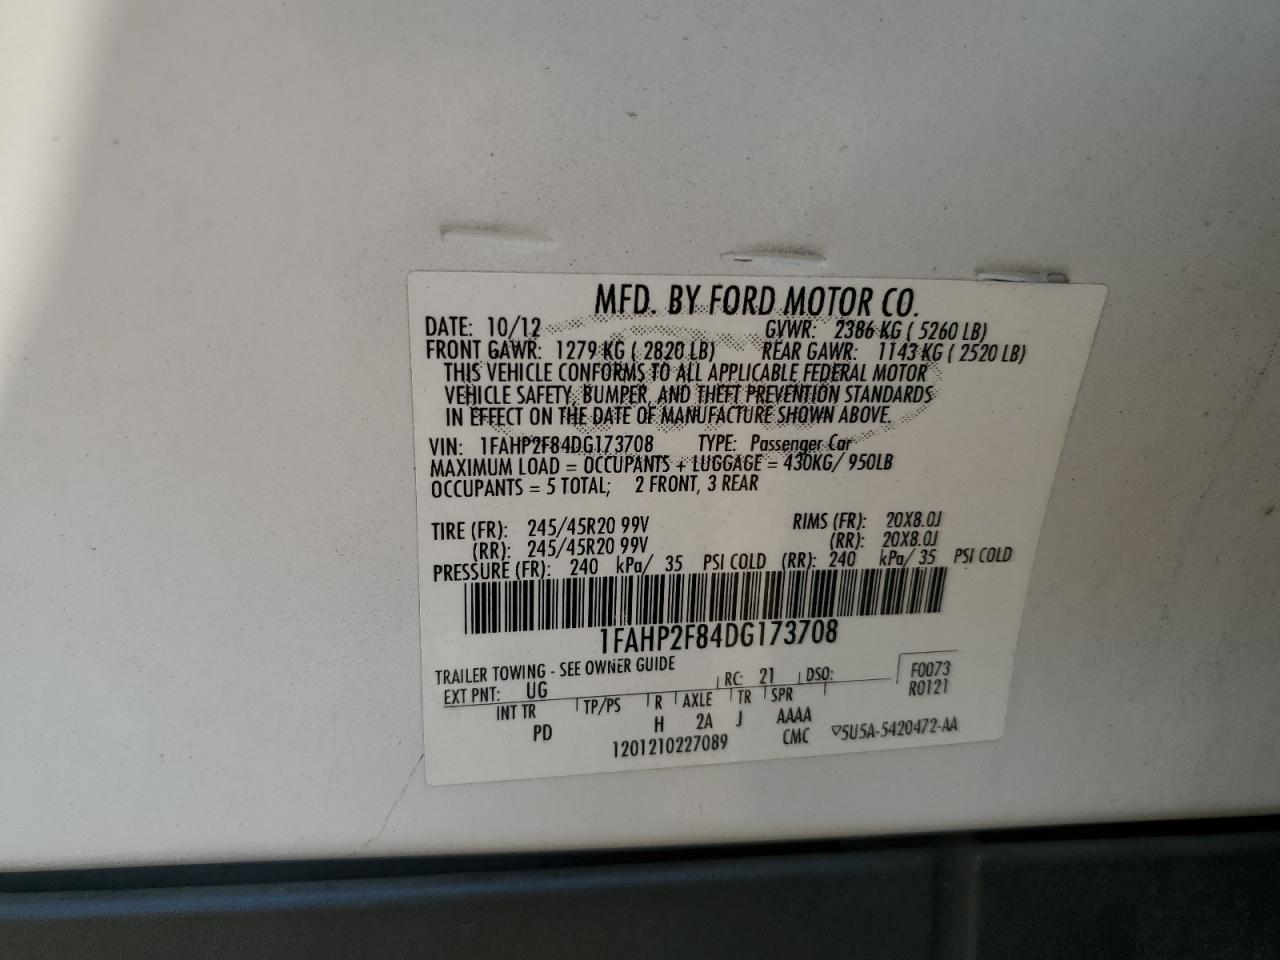 MFD. BY FORD MOTOR CO.
DATE: 10/12 GVWR: 2386 KG ( 5260 LB)
FRONT GAWR: 1279 KG ( 2820 LB) REAR GAWR: 1143 KG ( 2520 LB)
THIS VEHICLE CONFORMS TO ALL APPLICABLE FEDERAL MOTOR
VEHICLE SAFETY, BUMPER, AND THEFT PREVENTION STANDARDS
IN EFFECT ON THE DATE OF MANUFACTURE SHOWN ABOVE.
VIN: 1FAHP2F84DG173708 TYPE: Passenger Car
MAXIMUM LOAD = OCCUPANTS + LUGGAGE = 430KG/ 950LB
OCCUPANTS = 5 TOTAL; 2 FRONT, 3 REAR
TIRE (FR): 245/45R20 99V RIMS (FR): 20X8.0J
(RR): 245/45R20 99V (RR): 20X8.0J
PRESSURE (FR): 240 kPa/ 35 PSI COLD (RR): 240 kPa/ 35 PSI COLD
1FAHP2F84DG173708
TRAILER TOWING - SEE OWNER GUIDE
EXT PNT: UG RC: 21 DSO: F0073
R0121
INT TR TP/PS R AXLE TR SPR
PD H 2A J AAAA
1201210227089 CMC ▽5U5A-5420472-AA